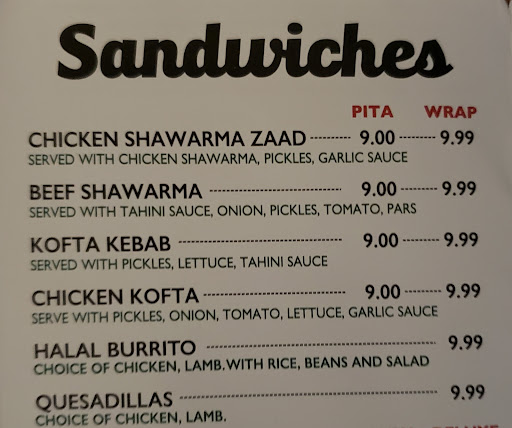 Sandwiches
PITA WRAP
CHICKEN SHAWARMA ZAAD ---------- 9.00 -------- 9.99
SERVED WITH CHICKEN SHAWARMA, PICKLES, GARLIC SAUCE
BEEF SHAWARMA -------------------------------- 9.00 -------- 9.99
SERVED WITH TAHINI SAUCE, ONION, PICKLES, TOMATO, PARS
KOFTA KEBAB -------------------------------------- 9.00 -------- 9.99
SERVED WITH PICKLES, LETTUCE, TAHINI SAUCE
CHICKEN KOFTA --------------------------------- 9.00 -------- 9.99
SERVE WITH PICKLES, ONION, TOMATO, LETTUCE, GARLIC SAUCE
HALAL BURRITO ------------------------------------------------ 9.99
CHOICE OF CHICKEN, LAMB.WITH RICE, BEANS AND SALAD
QUESADILLAS ---------------------------------------------------- 9.99
CHOICE OF CHICKEN, LAMB.